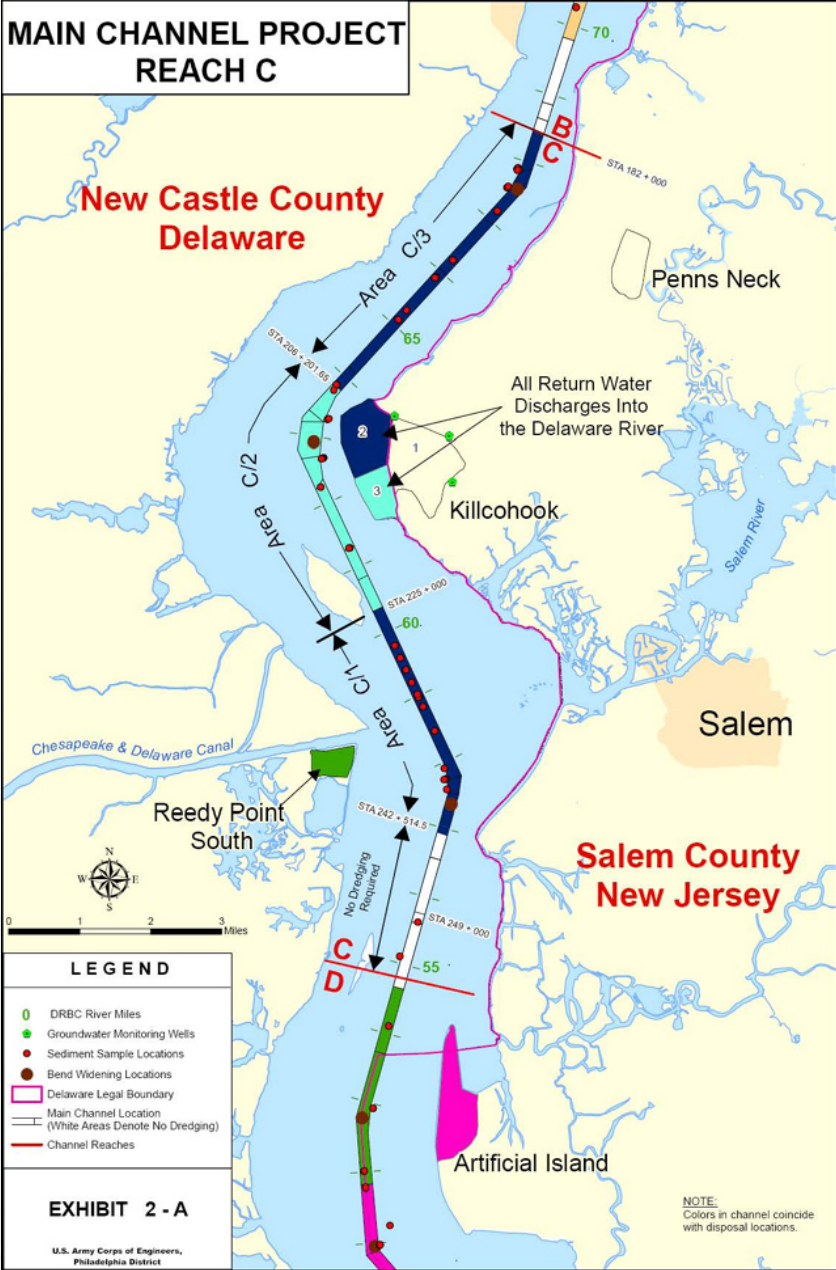 MAIN CHANNEL PROJECT
REACH C
70
B
C
STA 182 + 000
New Castle County
Delaware
Area C/3
Penns Neck
65
STA 206 + 201.65
All Return Water
Discharges Into
the Delaware River
2
1
3
Killcohook
Area C/2
Salem River
STA 225 + 000
60
Area C/1
Salem
Chesapeake & Delaware Canal
Reedy Point
South
STA 242 + 514.5
Salem County
New Jersey
No Dredging
Required
N
W E
S
0 1 2 3
Miles
STA 249 + 000
C
D
55
LEGEND
0 DRBC River Miles
Groundwater Monitoring Wells
Sediment Sample Locations
Bend Widening Locations
Delaware Legal Boundary
Main Channel Location
(White Areas Denote No Dredging)
Channel Reaches
Artificial Island
EXHIBIT 2 - A
NOTE:
Colors in channel coincide
with disposal locations.
U.S. Army Corps of Engineers,
Philadelphia District